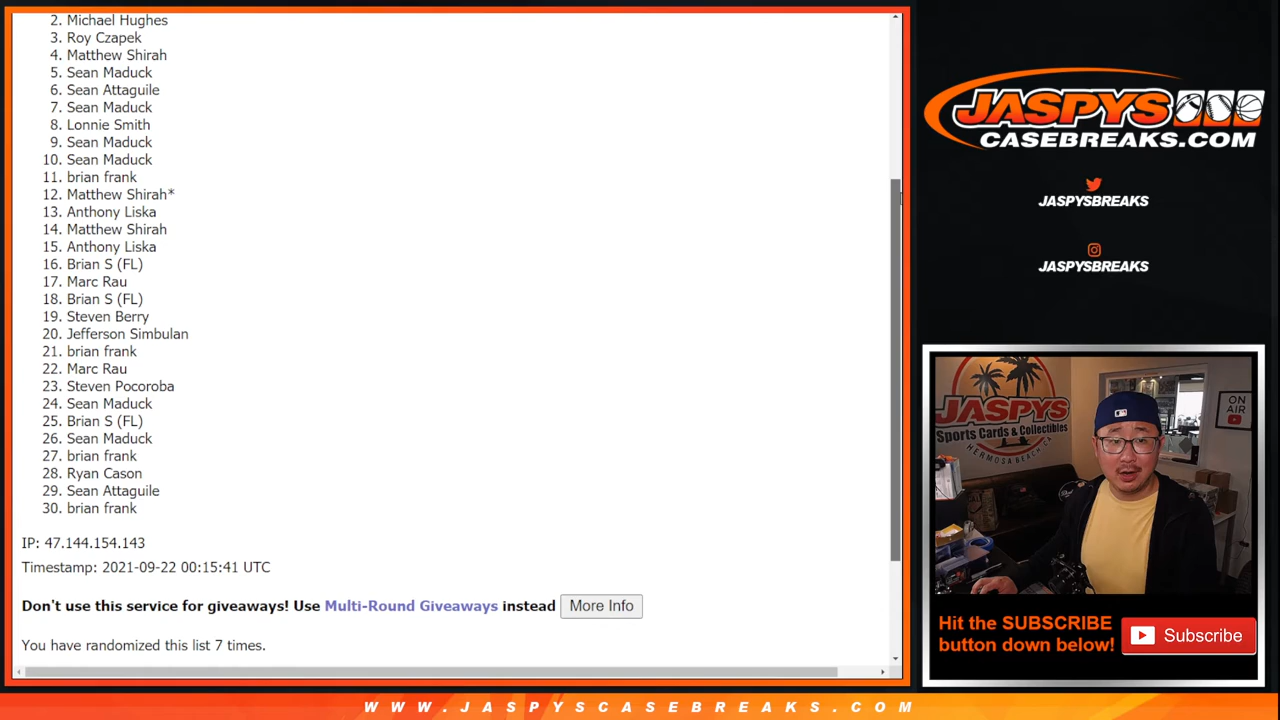 2. Michael Hughes
3. Roy Czapek
4. Matthew Shirah
5. Sean Maduck
6. Sean Attaguile
7. Sean Maduck
8. Lonnie Smith
9. Sean Maduck
10. Sean Maduck
11. brian frank
12. Matthew Shirah*
13. Anthony Liska
14. Matthew Shirah
15. Anthony Liska
16. Brian S (FL)
17. Marc Rau
18. Brian S (FL)
19. Steven Berry
20. Jefferson Simbulan
21. brian frank
22. Marc Rau
23. Steven Pocoroba
24. Sean Maduck
25. Brian S (FL)
26. Sean Maduck
27. brian frank
28. Ryan Cason
29. Sean Attaguile
30. brian frank
IP: 47.144.154.143
Timestamp: 2021-09-22 00:15:41 UTC
Don't use this service for giveaways! Use Multi-Round Giveaways instead More Info
You have randomized this list 7 times.
JASPYS
CASEBREAKS.COM
JASPYSBREAKS
JASPYSBREAKS
JASPYS
Sports Cards & Collectibles
HERMOSA BEACH, CA
ON
AIR
Hit the SUBSCRIBE
button down below!
Subscribe
WWW.JASPYSCASEBREAKS.COM